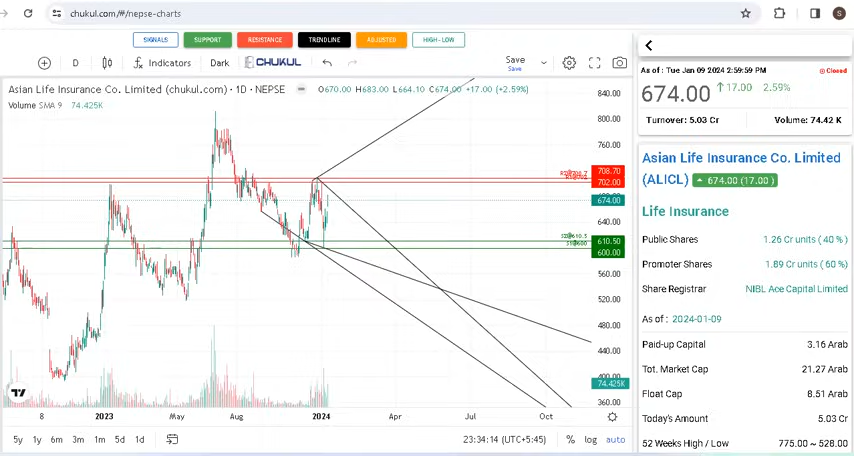 chukul.com/#/nepse-charts
S
SIGNALS SUPPORT RESISTANCE TRENDLINE ADJUSTED HIGH-LOW
D Indicators Dark CHUKUL Save
Save
Asian Life Insurance Co. Limited (chukul.com) · 1D · NEPSE O670.00 H683.00 L664.10 C674.00 +17.00 (+2.59%)
Volume SMA 9 74.425K
840.00
800.00
760.00
708.70
702.00
674.00
640.00
S2@610.5
610.50
S1@600
600.00
560.00
520.00
480.00
440.00
400.00
74.425K
360.00
8 2023 May Aug 2024 Apr Jul Oct
5y 1y 6m 3m 1m 5d 1d 23:34:14 (UTC+5:45) % log auto
As of : Tue Jan 09 2024 2:59:59 PM Closed
674.00 17.00 2.59%
Turnover: 5.03 Cr Volume: 74.42 K
Asian Life Insurance Co. Limited
(ALICL) 674.00 (17.00 )
Life Insurance
Public Shares 1.26 Cr units ( 40 % )
Promoter Shares 1.89 Cr units ( 60 % )
Share Registrar NIBL Ace Capital Limited
As of : 2024-01-09
Paid-up Capital 3.16 Arab
Tot. Market Cap 21.27 Arab
Float Cap 8.51 Arab
Today's Amount 5.03 Cr
52 Weeks High / Low 775.00 ~ 528.00